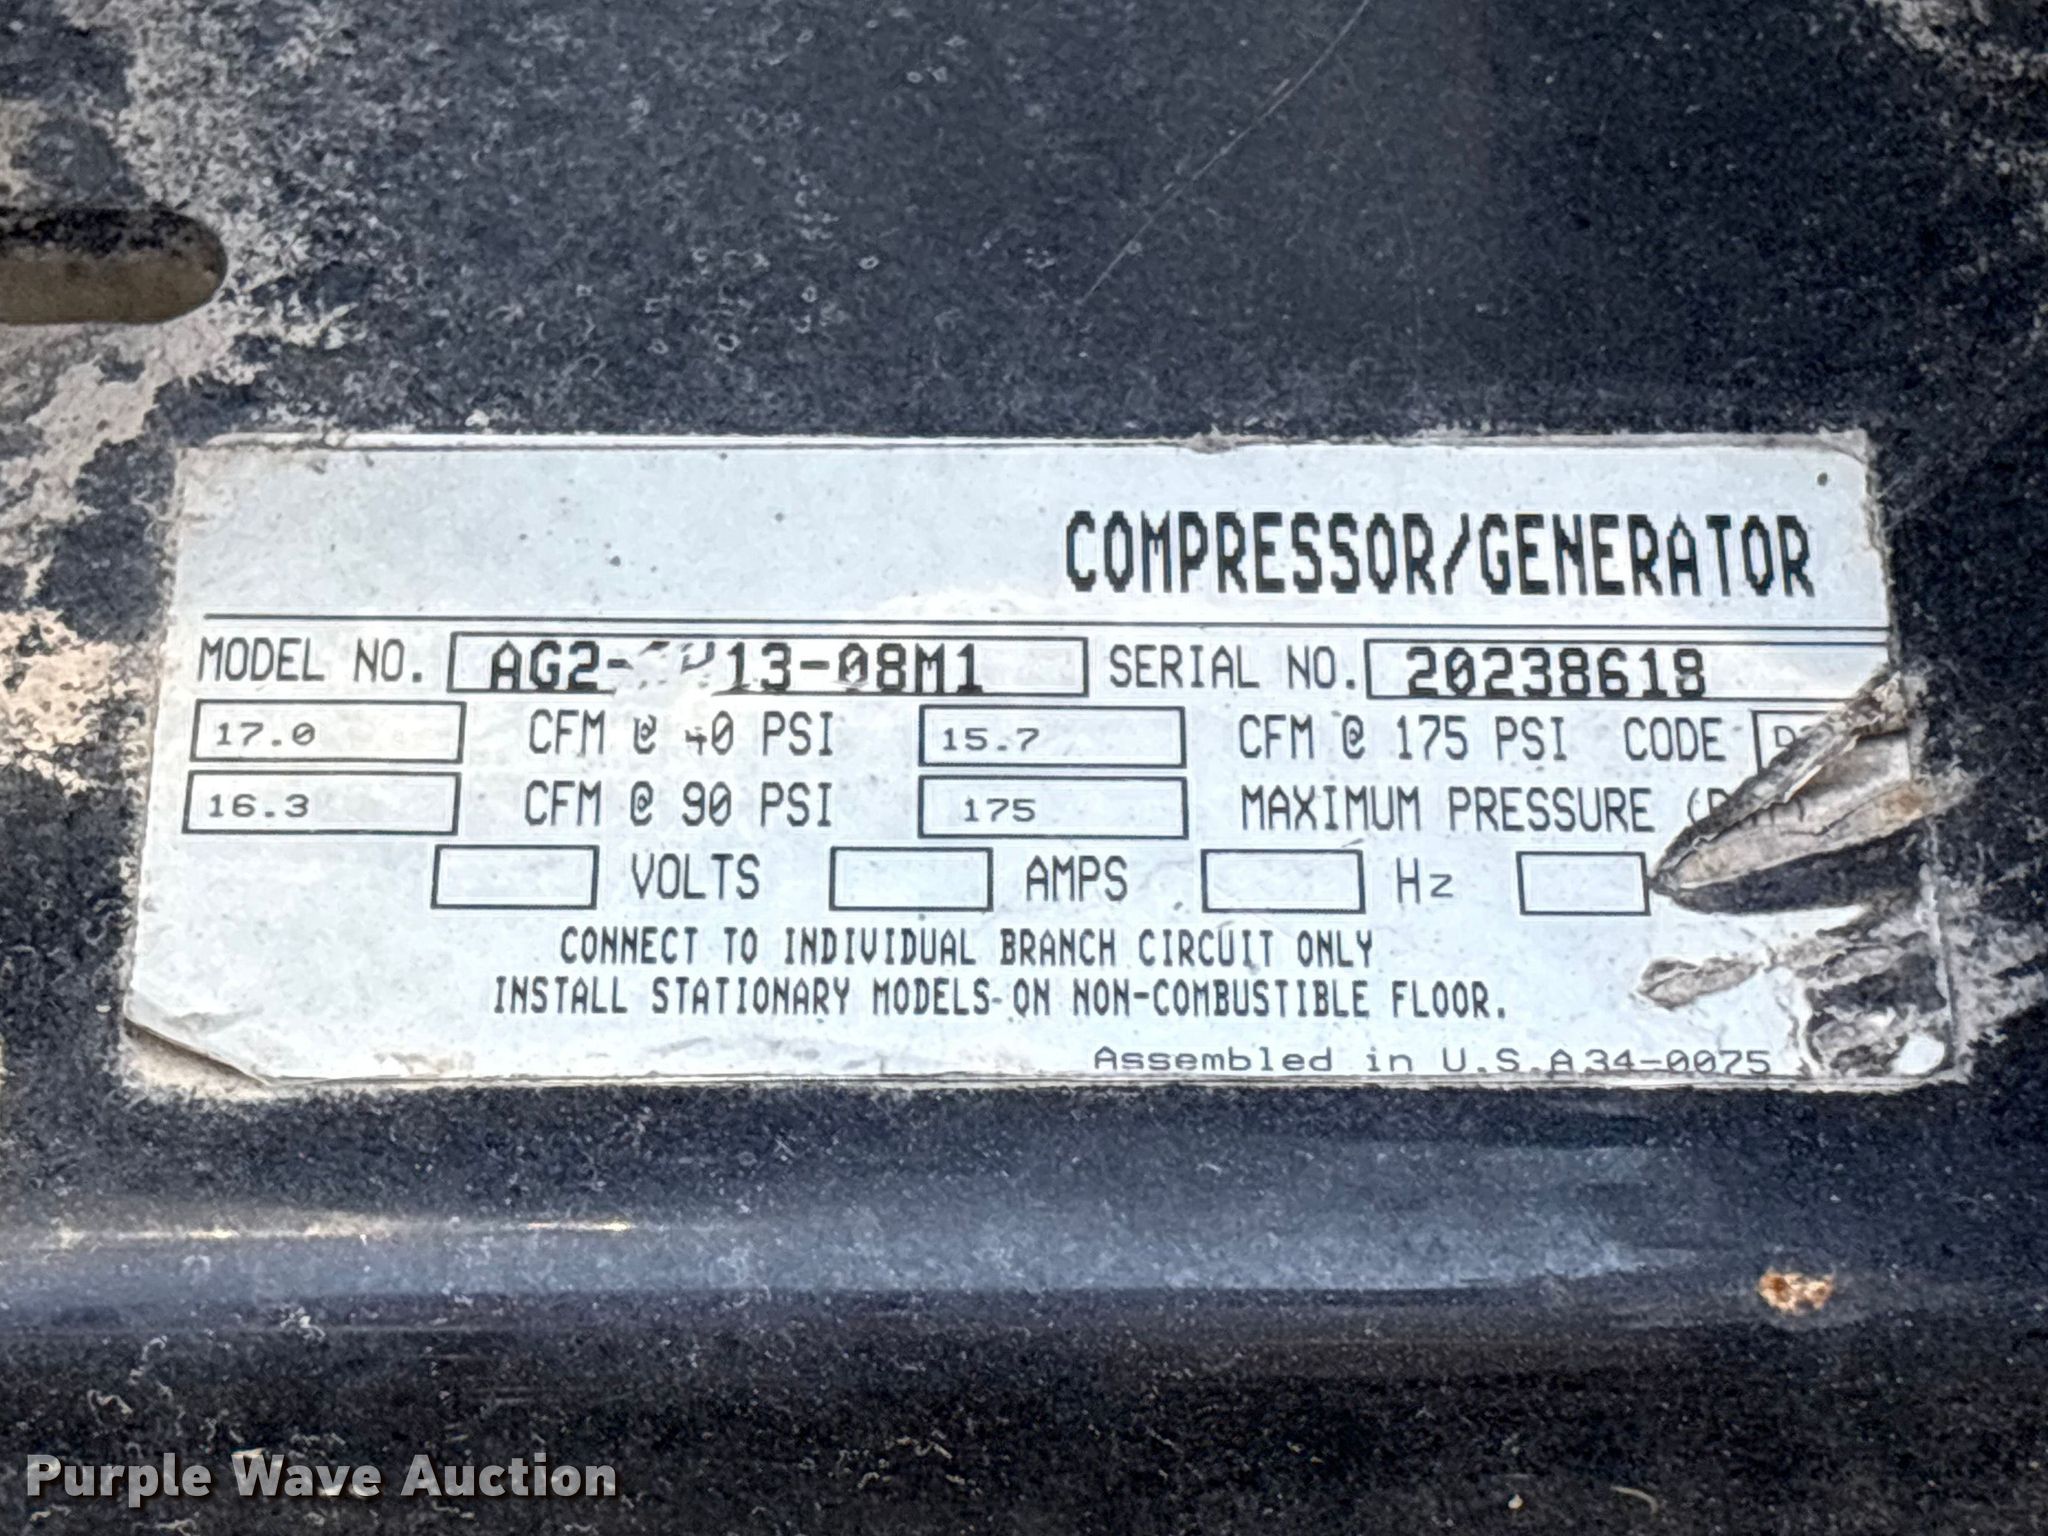 COMPRESSOR/GENERATOR
MODEL NO. SERIAL NO. 20238618
17.0 CFM @ 40 PSI 15.7 CFM @ 175 PSI CODE
16.3 CFM @ 90 PSI 175 MAXIMUM PRESSURE
VOLTS AMPS Hz
CONNECT TO INDIVIDUAL BRANCH CIRCUIT ONLY
INSTALL STATIONARY MODELS ON NON-COMBUSTIBLE FLOOR.
Assembled in U.S.A 34-0075
Purple Wave Auction